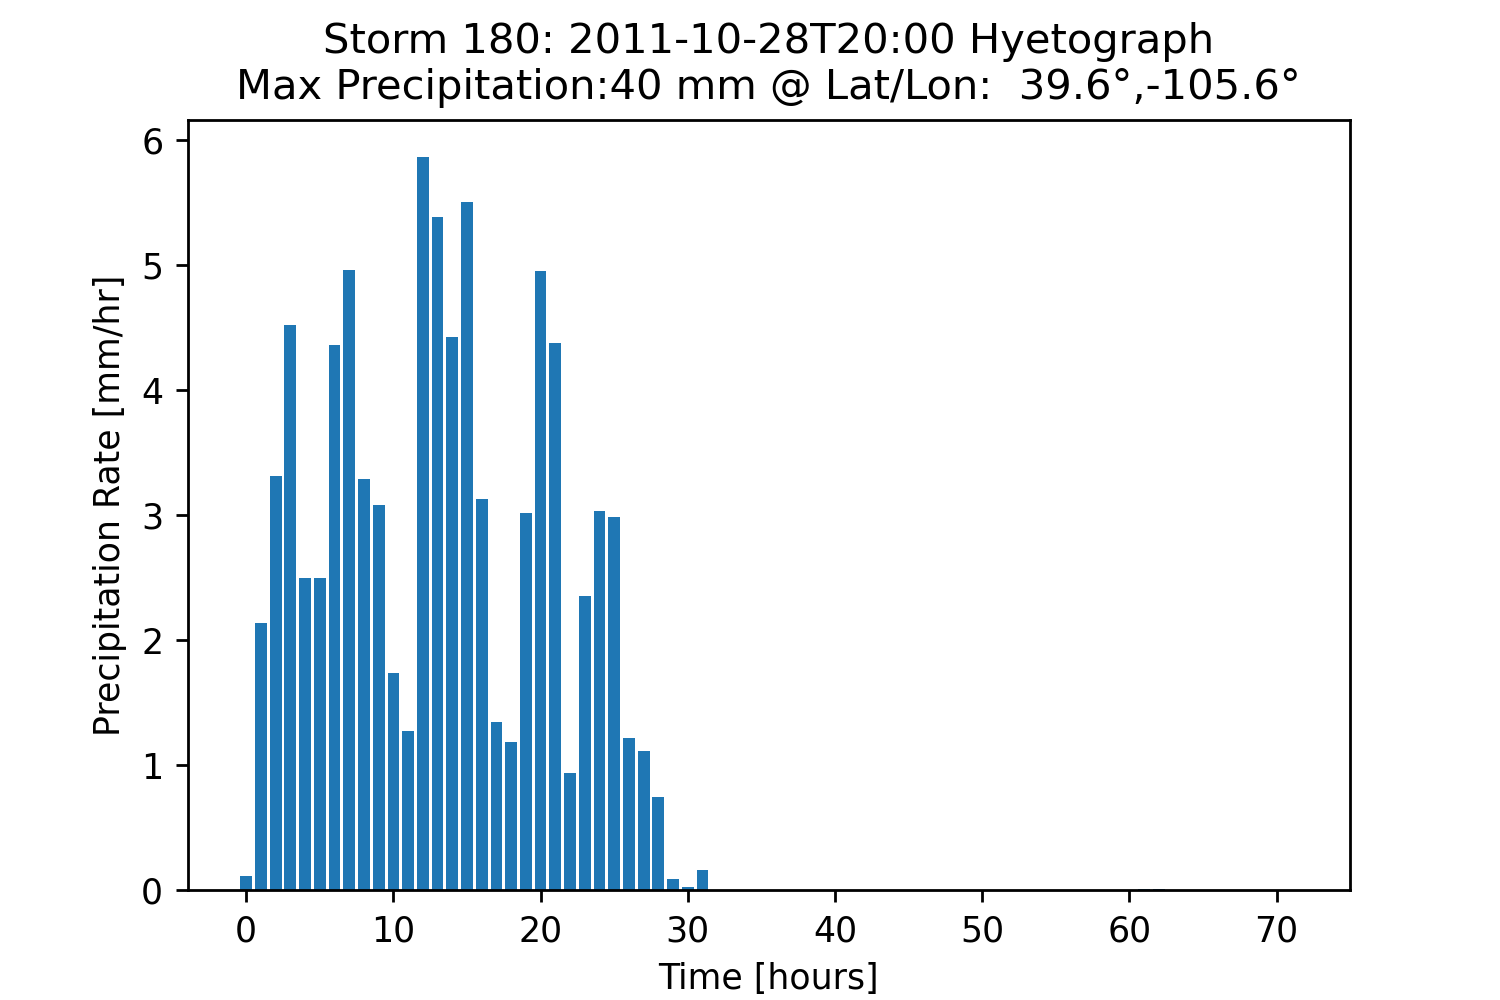 Storm 180: 2011-10-28T20:00 Hyetograph
Max Precipitation:40 mm @ Lat/Lon:  39.6°,-105.6°
Precipitation Rate [mm/hr]
6
5
4
3
2
1
0
0 10 20 30 40 50 60 70
Time [hours]